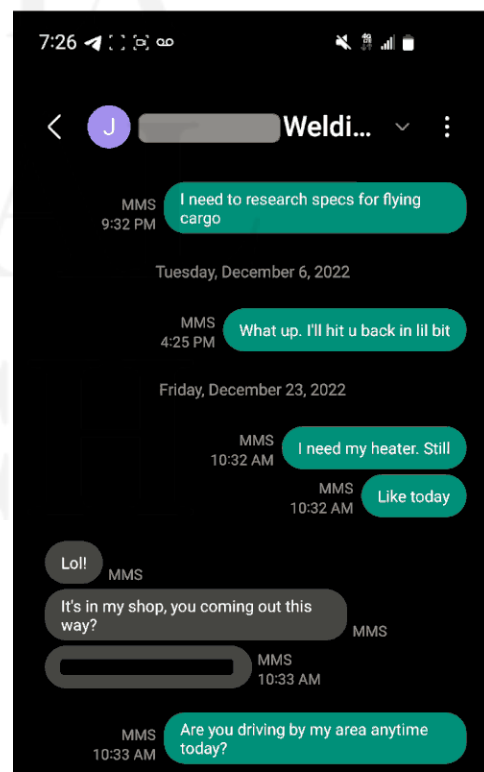 7:26
J Weldi...
MMS
9:32 PM
I need to research specs for flying
cargo
Tuesday, December 6, 2022
MMS
4:25 PM
What up. I'll hit u back in lil bit
Friday, December 23, 2022
MMS
10:32 AM
I need my heater. Still
MMS
10:32 AM
Like today
Lol!
MMS
It's in my shop, you coming out this
way?
MMS
MMS
10:33 AM
MMS
10:33 AM
Are you driving by my area anytime
today?